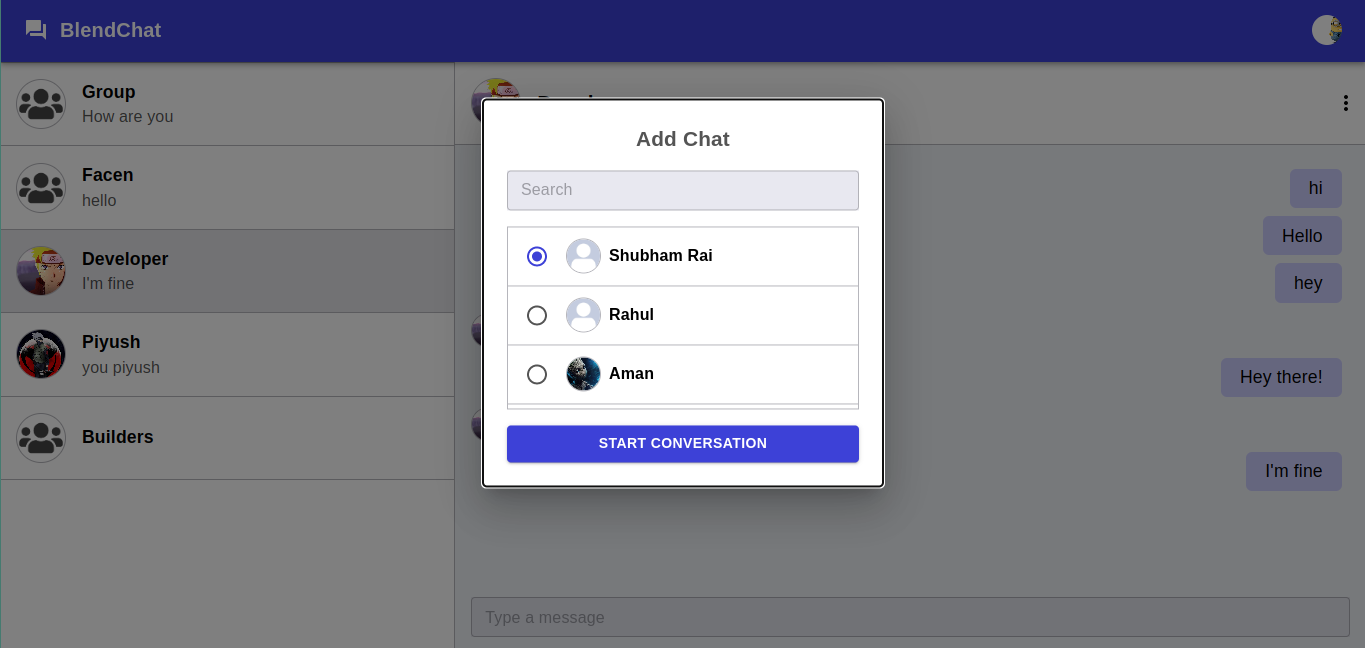 BlendChat
Group
How are you
Facen
hello
Developer
I'm fine
Piyush
you piyush
Builders
Add Chat
Search
Shubham Rai
Rahul
Aman
START CONVERSATION
hi
Hello
hey
Hey there!
I'm fine
Type a message